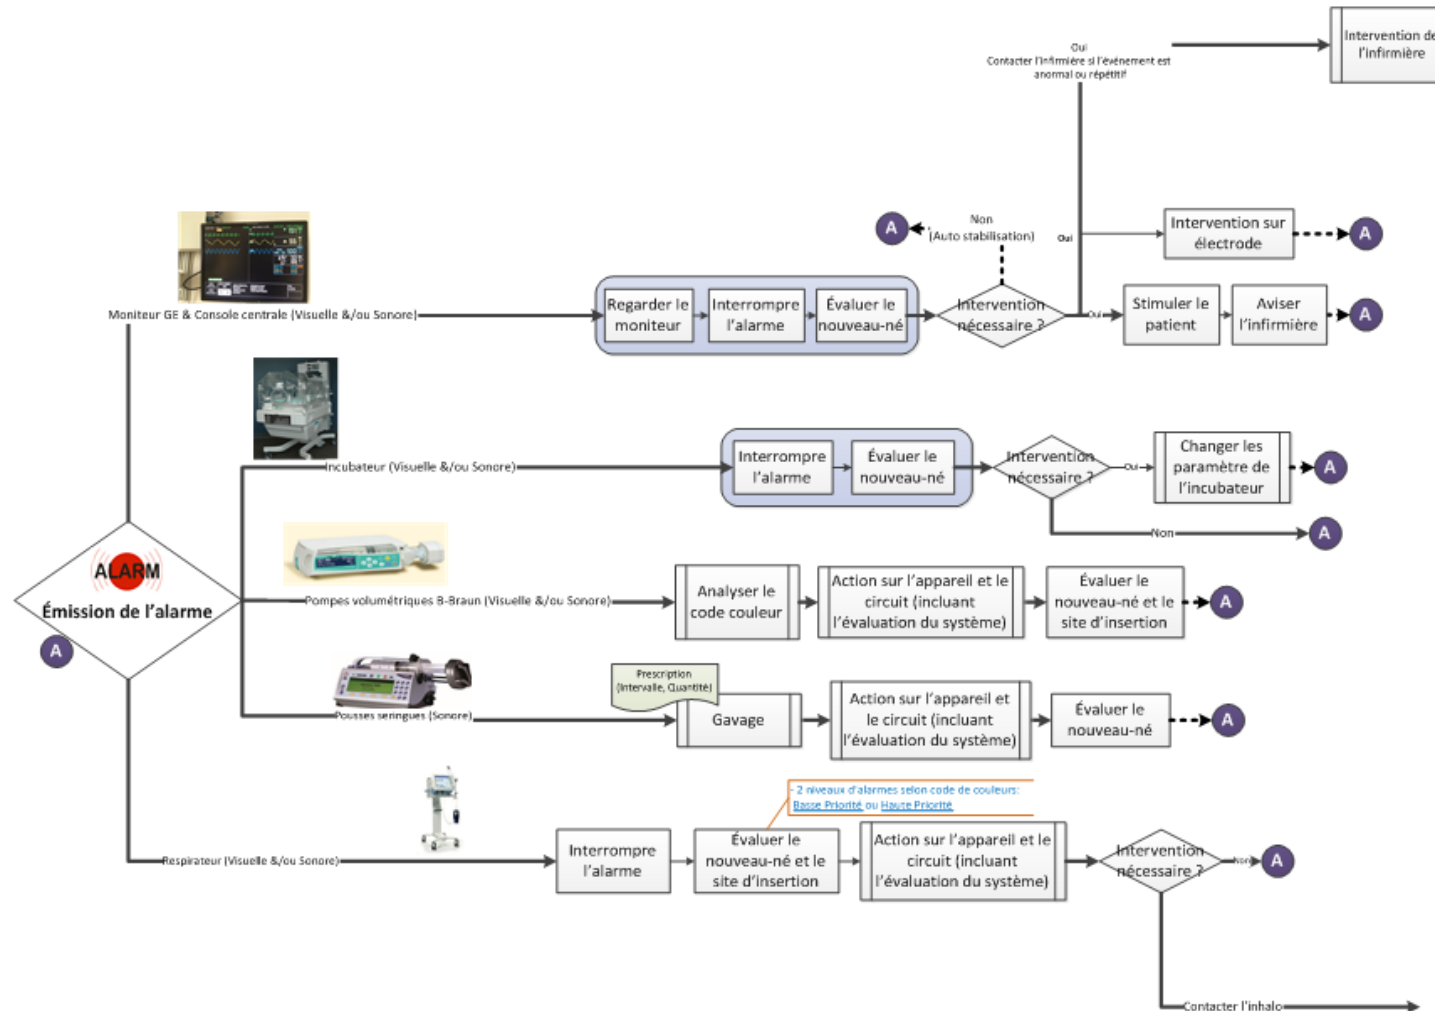 Intervention de
l'infirmière
Oui
Contacter l'infirmière si l'événement est
anormal ou répétitif
A
Non
(Auto stabilisation)
Oui
Intervention sur
électrode
A
Moniteur GE & Console centrale (Visuelle &/ou Sonore)
Regarder le
moniteur
Interrompre
l'alarme
Évaluer le
nouveau-né
Intervention
nécessaire ?
Oui
Stimuler le
patient
Aviser
l'infirmière
A
Incubateur (Visuelle &/ou Sonore)
Interrompre
l'alarme
Évaluer le
nouveau-né
Intervention
nécessaire ?
Oui
Changer les
paramètre de
l'incubateur
A
Non
A
ALARM
Émission de l'alarme
A
Pompes volumétriques B-Braun (Visuelle &/ou Sonore)
Analyser le
code couleur
Action sur l'appareil et le
circuit (incluant
l'évaluation du système)
Évaluer le
nouveau-né et le
site d'insertion
A
Pousses seringues (Sonore)
Prescription
(Intervalle, Quantité)
Gavage
Action sur l'appareil et
le circuit (incluant
l'évaluation du système)
Évaluer le
nouveau-né
A
- 2 niveaux d'alarmes selon code de couleurs:
Basse Priorité ou Haute Priorité
Respirateur (Visuelle &/ou Sonore)
Interrompre
l'alarme
Évaluer le
nouveau-né et le
site d'insertion
Action sur l'appareil et le
circuit (incluant
l'évaluation du système)
Intervention
nécessaire ?
Non
A
Contacter l'inhalo